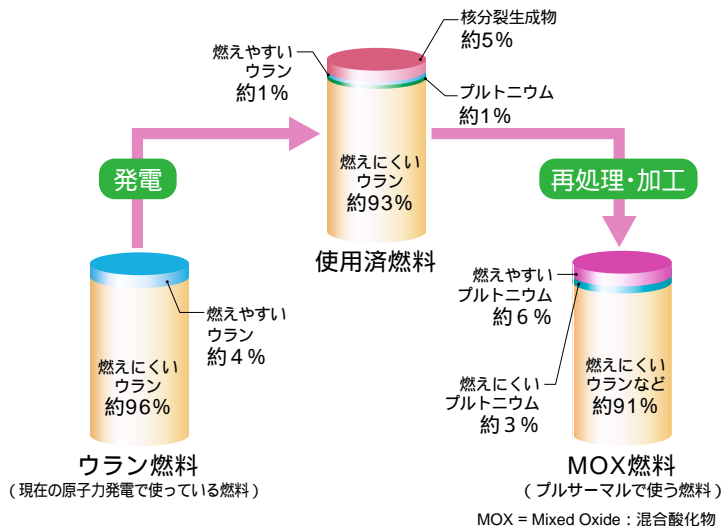 核分裂生成物
約5%
燃えやすい
ウラン
約1%
プルトニウム
約1%
燃えにくい
ウラン
約93%
発電
再処理・加工
使用済燃料
燃えやすい
ウラン
約4%
燃えにくい
ウラン
約96%
ウラン燃料
(現在の原子力発電で使っている燃料)
燃えやすい
プルトニウム
約6%
燃えにくい
プルトニウム
約3%
燃えにくい
ウランなど
約91%
MOX燃料
(プルサーマルで使う燃料)
MOX = Mixed Oxide:混合酸化物